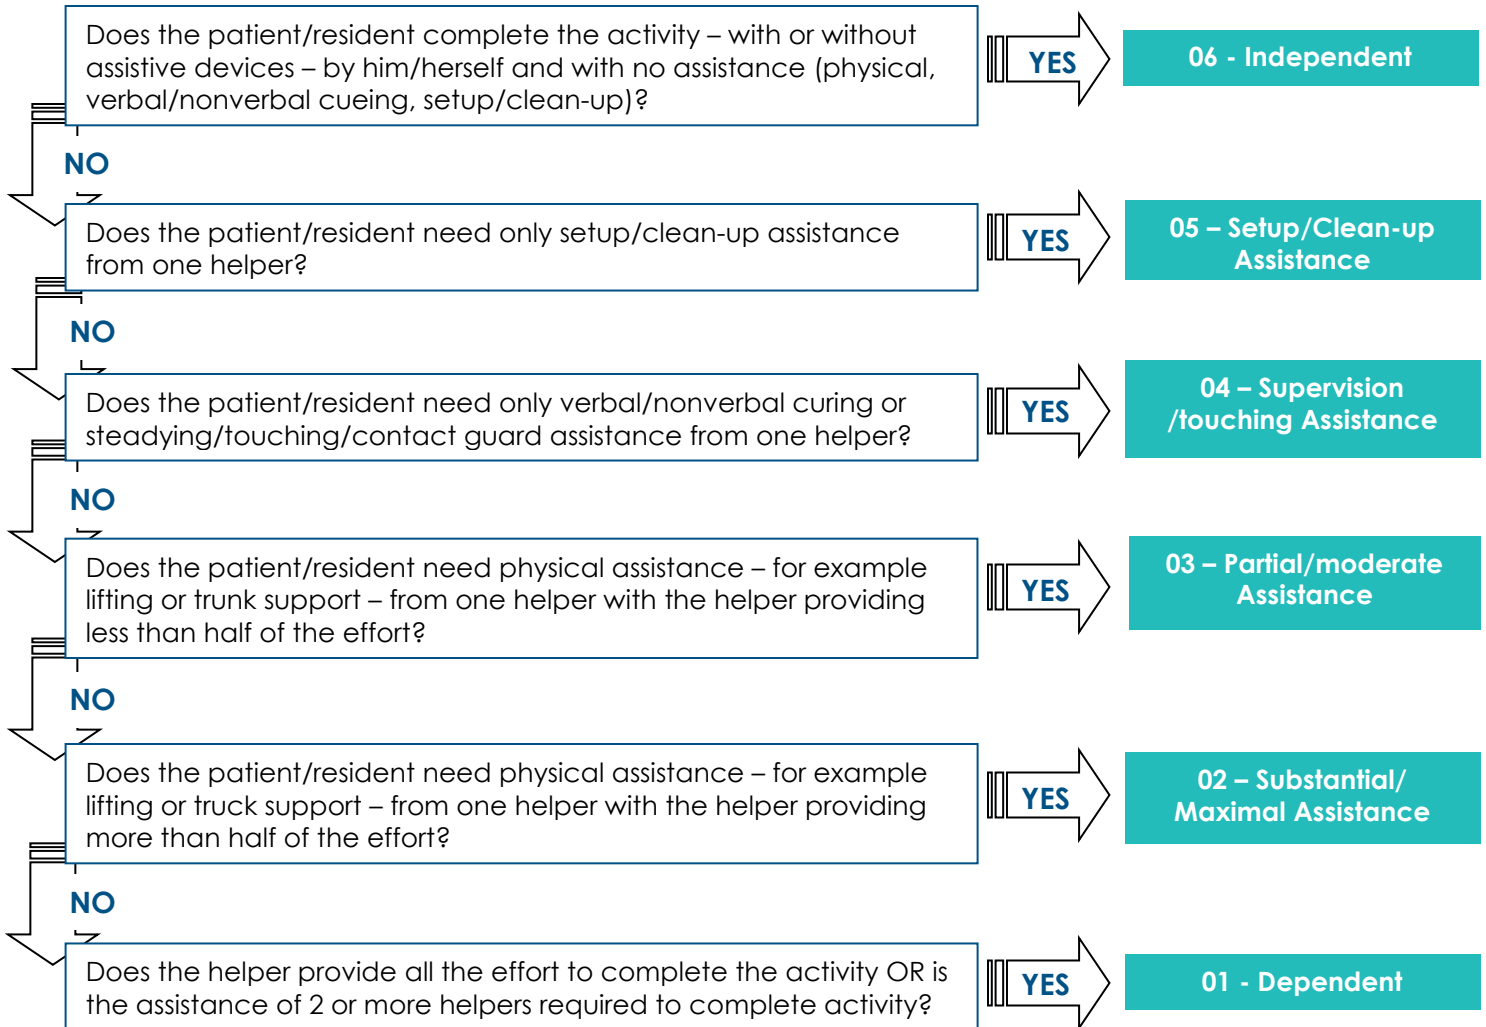 Does the patient/resident complete the activity – with or without
assistive devices – by him/herself and with no assistance (physical,
verbal/nonverbal cueing, setup/clean-up)?
YES
06 - Independent
NO
Does the patient/resident need only setup/clean-up assistance
from one helper?
YES
05 – Setup/Clean-up
Assistance
NO
Does the patient/resident need only verbal/nonverbal curing or
steadying/touching/contact guard assistance from one helper?
YES
04 – Supervision
/touching Assistance
NO
Does the patient/resident need physical assistance – for example
lifting or trunk support – from one helper with the helper providing
less than half of the effort?
YES
03 – Partial/moderate
Assistance
NO
Does the patient/resident need physical assistance – for example
lifting or truck support – from one helper with the helper providing
more than half of the effort?
YES
02 – Substantial/
Maximal Assistance
NO
Does the helper provide all the effort to complete the activity OR is
the assistance of 2 or more helpers required to complete activity?
YES
01 - Dependent